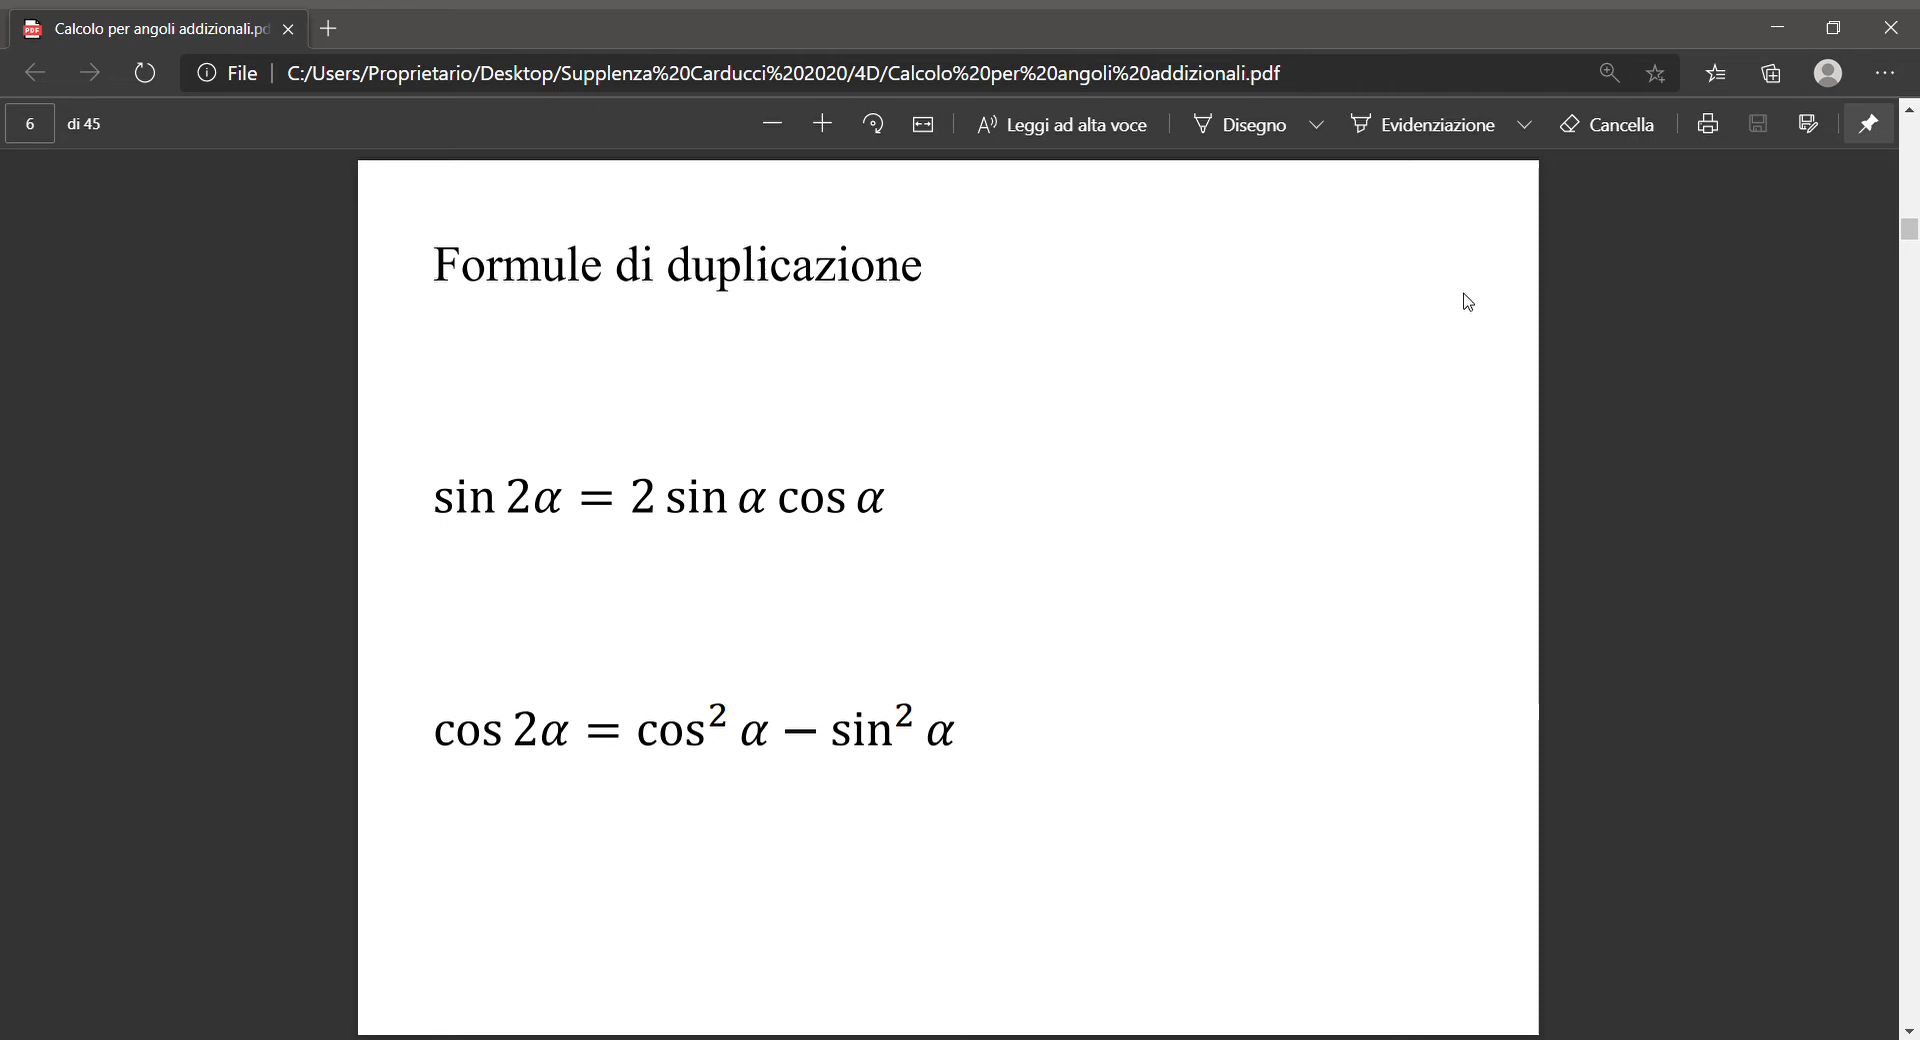 Calcolo per angoli addizionali.pd
File
C:/Users/Proprietario/Desktop/Supplenza%20Carducci%202020/4D/Calcolo%20per%20angoli%20addizionali.pdf
6 di 45
Leggi ad alta voce
Disegno
Evidenziazione
Cancella
Formule di duplicazione
sin 2α = 2 sin α cos α
cos 2α = cos² α − sin² α